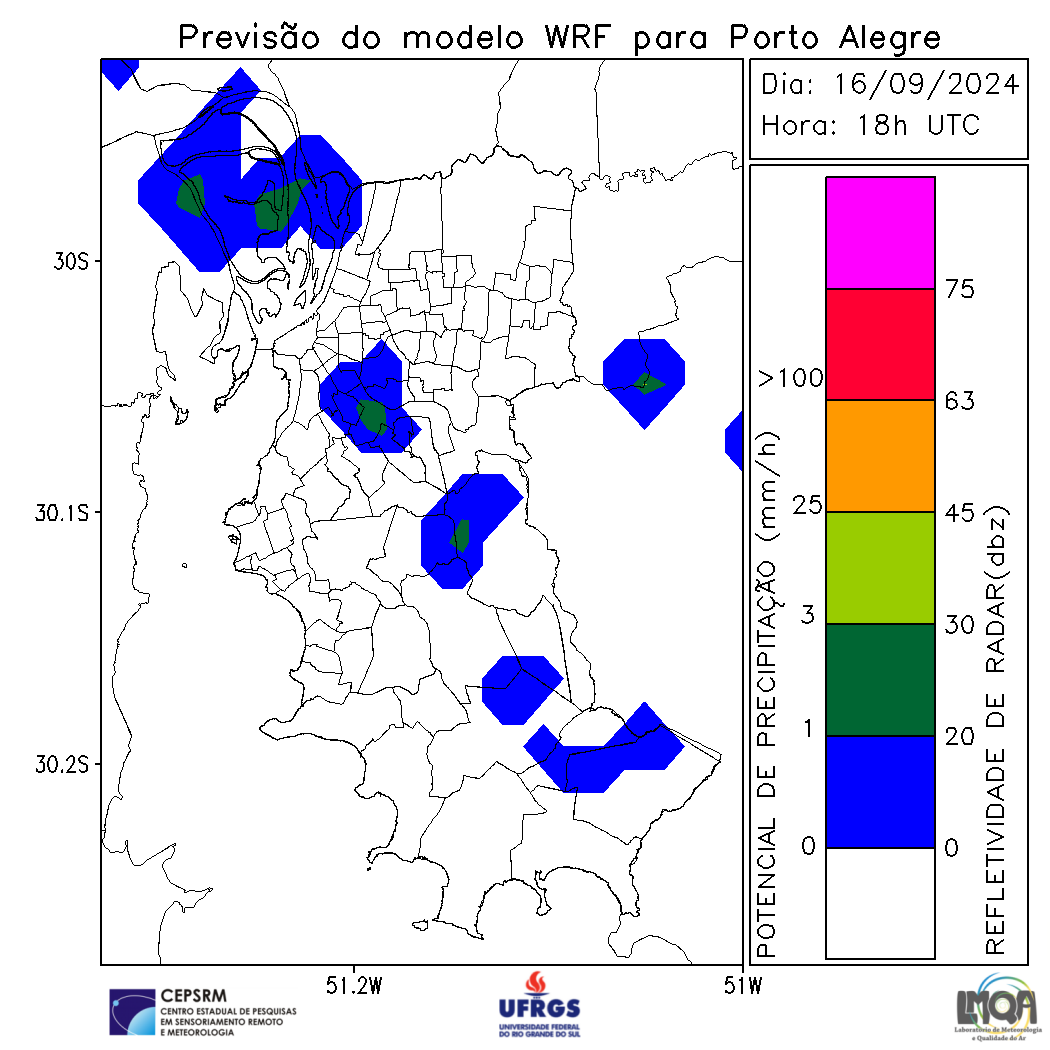 Previsão do modelo WRF para Porto Alegre
Dia: 16/09/2024
Hora: 18h UTC
30S
30.1S
30.2S
51.2W
51W
POTENCIAL DE PRECIPITAÇÃO (mm/h)
>100
25
3
1
0
75
63
45
30
20
0
REFLETIVIDADE DE RADAR(dbz)
CEPSRM
CENTRO ESTADUAL DE PESQUISAS
EM SENSORIAMENTO REMOTO
E METEOROLOGIA
UFRGS
UNIVERSIDADE FEDERAL
DO RIO GRANDE DO SUL
LMQA
Laboratório de Meteorologia
e Qualidade do Ar